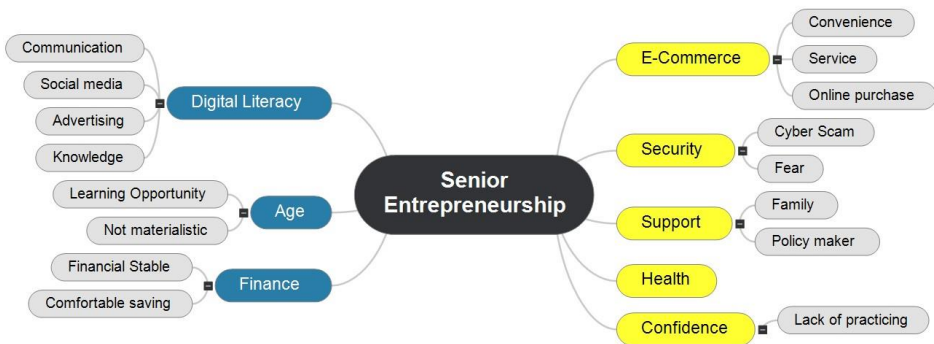 Senior
Entrepreneurship
Digital Literacy
Communication
Social media
Advertising
Knowledge
Age
Learning Opportunity
Not materialistic
Finance
Financial Stable
Comfortable saving
E-Commerce
Convenience
Service
Online purchase
Security
Cyber Scam
Fear
Support
Family
Policy maker
Health
Confidence
Lack of practicing